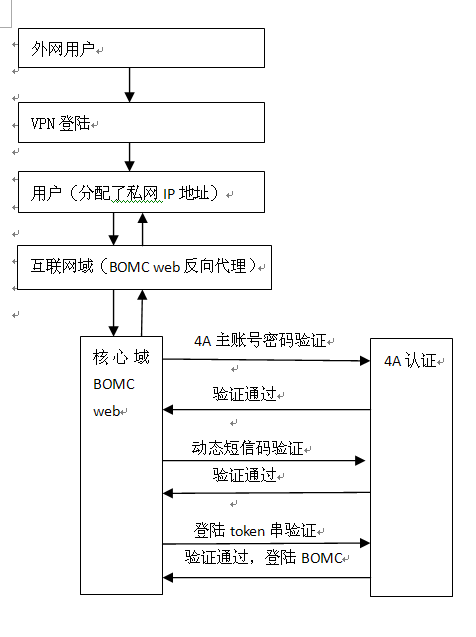 外网用户
VPN 登陆
用户（分配了私网 IP 地址）
互联网域（BOMC web 反向代理）
核心域
BOMC
web
4A 主账号密码验证
4A 认证
验证通过
动态短信码验证
验证通过
登陆 token 串验证
验证通过，登陆 BOMC